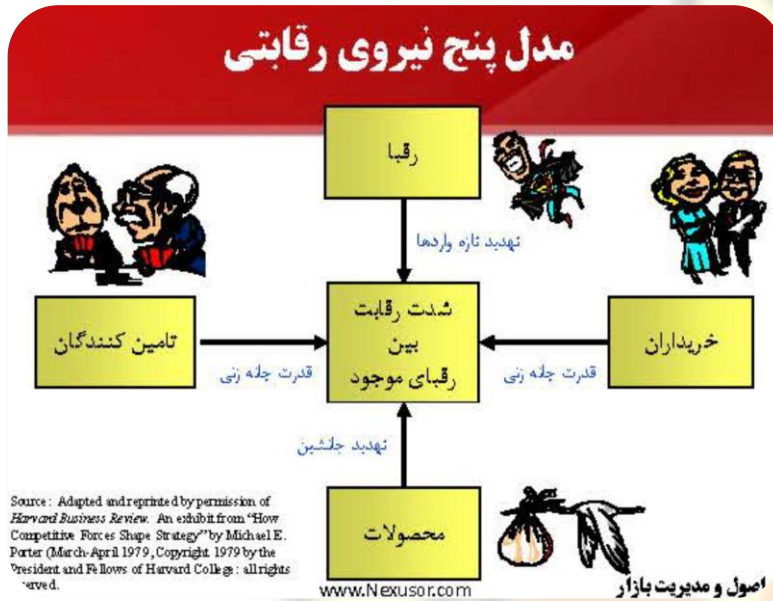 مدل پنج نیروی رقابتی
رقبا
تهدید تازه واردها
شدت رقابت
بین
رقبای موجود
خریداران
قدرت چانه زنی
تامین کنندگان
قدرت چانه زنی
تهدید جانشین
محصولات
Source: Adapted and reprinted by permission of
Harvard Business Review. An exhibit from "How
Competitive Forces Shape Strategy" by Michael E.
Porter (March-April 1979, Copyright 1979 by the
President and Fellows of Harvard College: all rights
erved.
www.Nexusor.com
اصول و مدیریت بازار